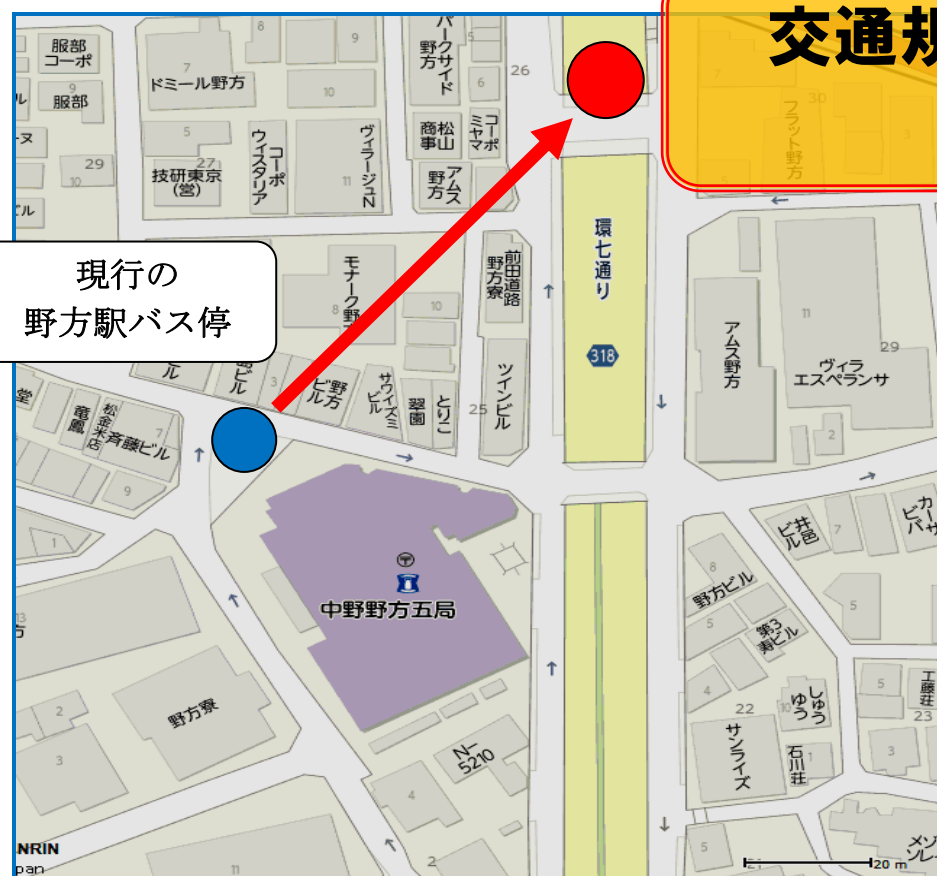 交通規
現行の
野方駅バス停
服部
コーポ
服部
ドミール野方
技研東京
(営)
コーポ
ウィスタリア
ヴィラージュN
パークサイド
野方
松山
商事
コーポ
ミヤマ
アムス
野方
フラット野方
環七通り
318
モナーク野
前田道路
野方寮
ツインビル
アムス野方
ヴィラ
エスペランサ
竜鳳
松金米店
斉藤ビル
野方
ビル
サワイズミ
ビル
翠園
とりこ
中野野方五局
野方寮
N-
5210
野方ビル
第3
寿ビル
井邑
ビル
しゅう
ゆう
サンライズ
石川荘
工藤荘
NRIN
pan
20 m